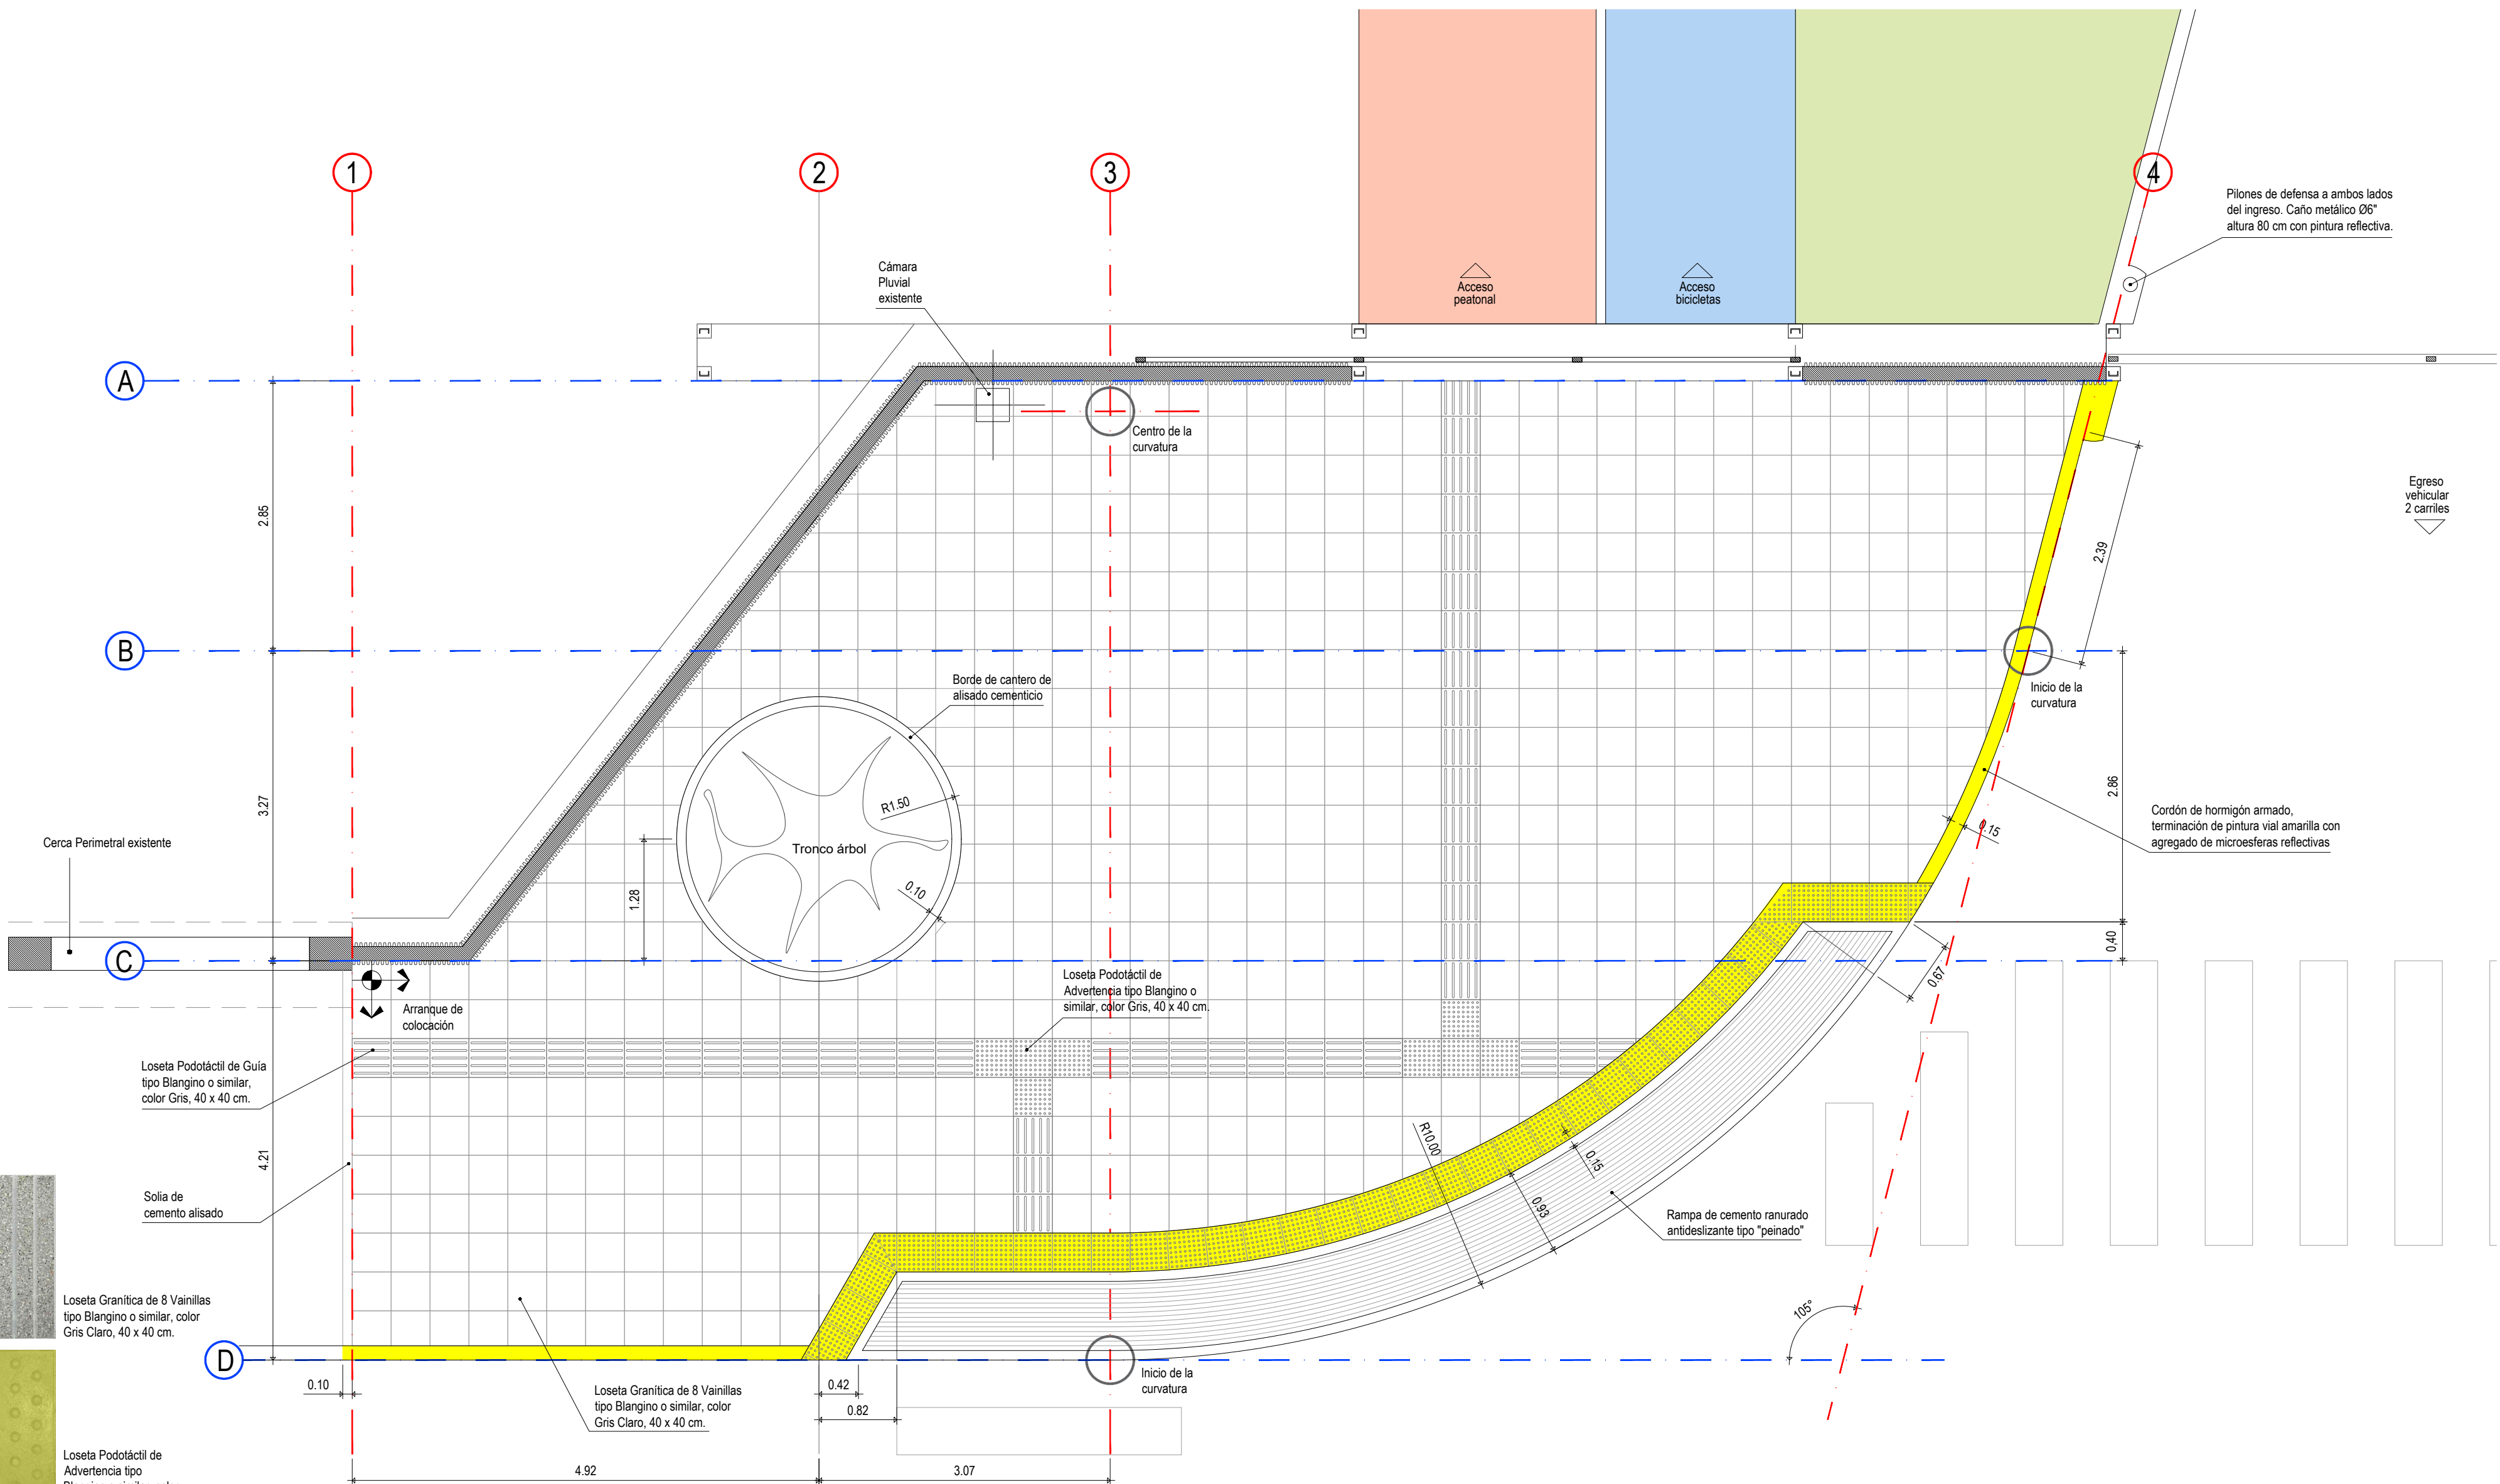 1
2
3
4
Pilones de defensa a ambos lados
del ingreso. Caño metálico Ø6"
altura 80 cm con pintura reflectiva.
Cámara
Pluvial
existente
Acceso
peatonal
Acceso
bicicletas
A
Centro de la
curvatura
Egreso
vehicular
2 carriles
2.85
2.39
B
Inicio de la
curvatura
Borde de cantero de
alisado cementicio
R1.50
2.86
3.27
Cordón de hormigón armado,
terminación de pintura vial amarilla con
agregado de microesferas reflectivas
0.15
Cerca Perimetral existente
Tronco árbol
1.28
0.10
0,40
C
0.67
Loseta Podotáctil de
Advertencia tipo Blangino o
similar, color Gris, 40 x 40 cm.
Arranque de
colocación
Loseta Podotáctil de Guía
tipo Blangino o similar,
color Gris, 40 x 40 cm.
R10.00
0.15
4.21
Solia de
cemento alisado
0.93
Rampa de cemento ranurado
antideslizante tipo "peinado"
Loseta Granítica de 8 Vainillas
tipo Blangino o similar, color
Gris Claro, 40 x 40 cm.
105°
D
Inicio de la
curvatura
0.10
0.42
0.82
Loseta Granítica de 8 Vainillas
tipo Blangino o similar, color
Gris Claro, 40 x 40 cm.
Loseta Podotáctil de
Advertencia tipo
4.92
3.07